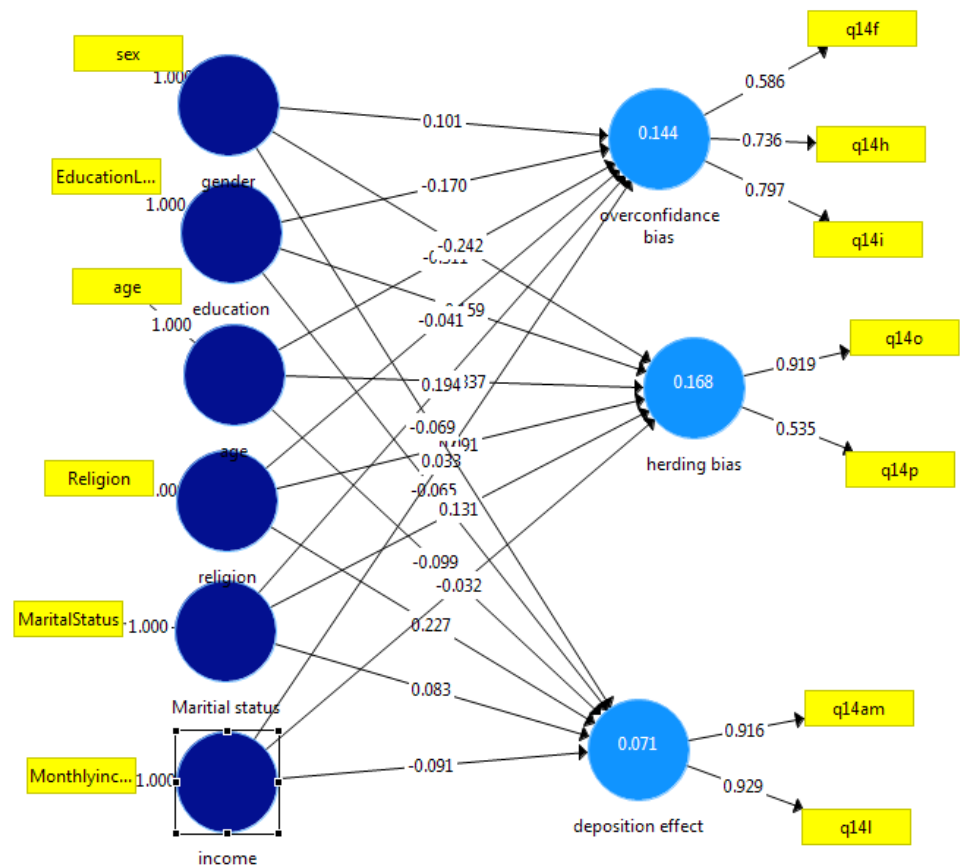 q14f
sex
1.000
0.586
0.101
0.144
0.736
q14h
gender
EducationL...
1.000
-0.170
0.797
overconfidance
bias
q14i
-0.242
age
education
1.000
-0.041
q14o
0.919
0.194
0.168
-0.069
0.535
age
0.033
herding bias
q14p
Religion
-0.065
0.131
-0.099
religion
-0.032
MaritalStatus
1.000
0.227
0.083
Maritial status
q14am
0.916
0.071
-0.091
Monthlyinc...
1.000
0.929
deposition effect
q14l
income